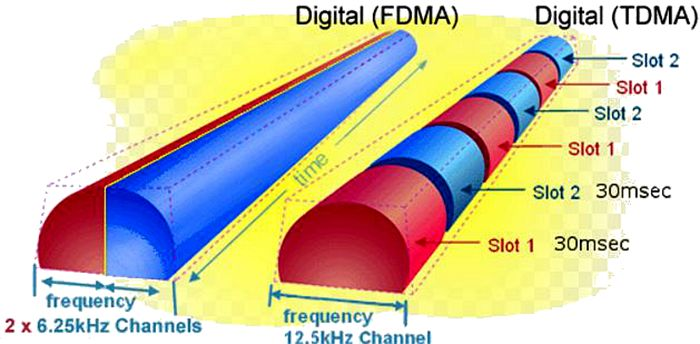 Digital (FDMA)
Digital (TDMA)
Slot 2
Slot 1
Slot 2
Slot 1
Slot 2 30msec
Slot 1 30msec
time
frequency
2 x 6.25kHz Channels
frequency
12.5kHz Channel